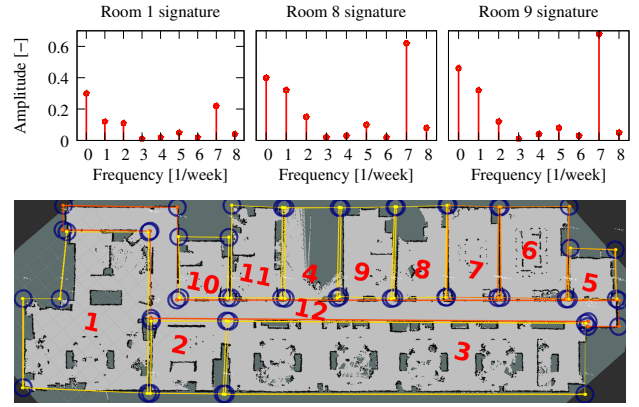 Room 1 signature Room 8 signature Room 9 signature
Amplitude [–]
0.6
0.4
0.2
0
0 1 2 3 4 5 6 7 8 0 1 2 3 4 5 6 7 8 0 1 2 3 4 5 6 7 8
Frequency [1/week] Frequency [1/week] Frequency [1/week]
6
10 11 4 9 8 7 5
12
1 2 3